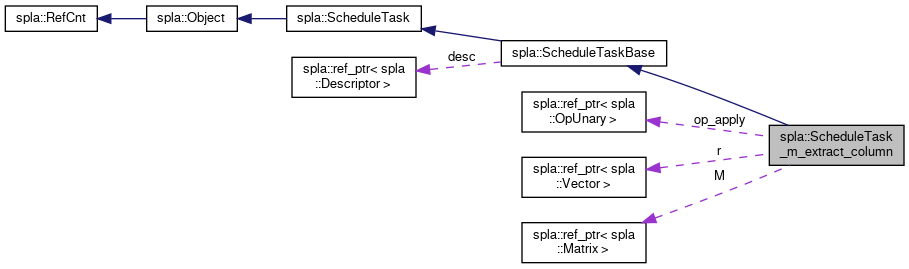 spla::RefCnt
spla::Object
spla::ScheduleTask
spla::ScheduleTaskBase
desc
spla::ref_ptr< spla
::Descriptor >
spla::ref_ptr< spla
::OpUnary >
op_apply
spla::ScheduleTask
_m_extract_column
r
spla::ref_ptr< spla
::Vector >
M
spla::ref_ptr< spla
::Matrix >